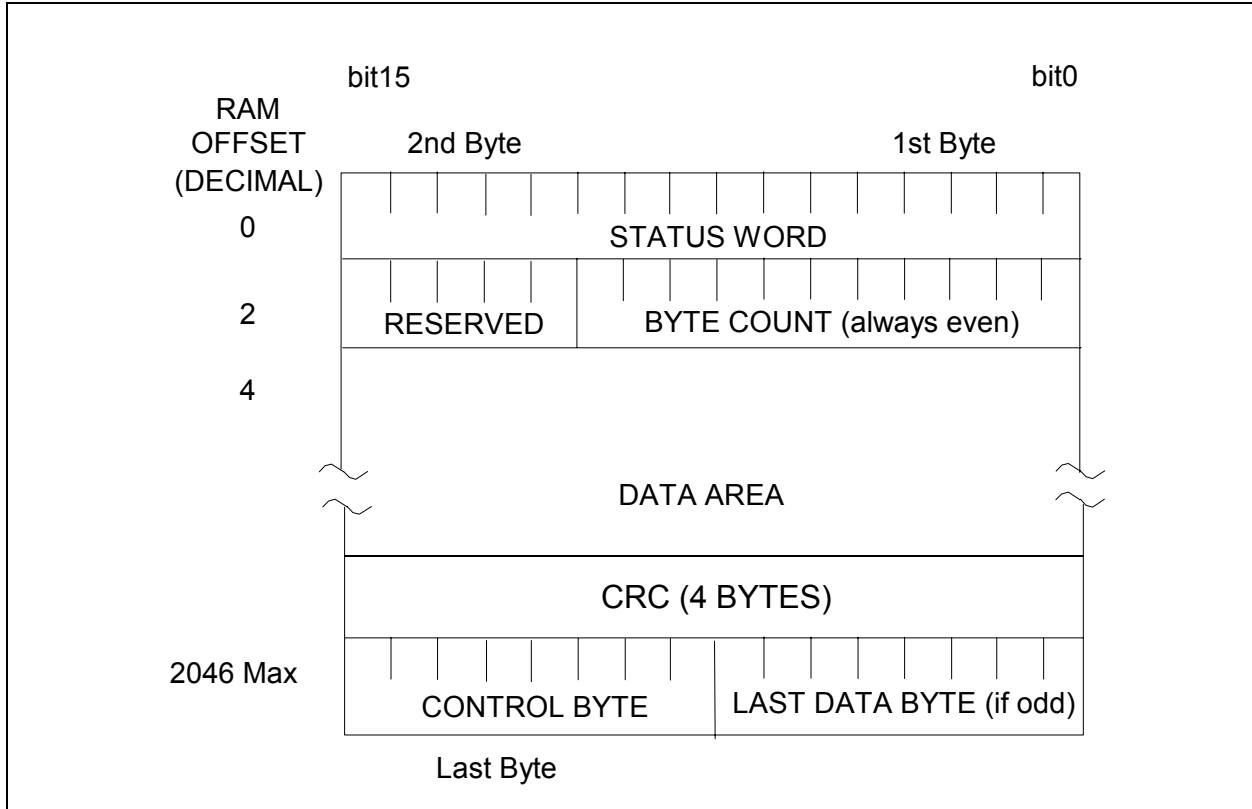 bit15 bit0
RAM
OFFSET
(DECIMAL)
2nd Byte 1st Byte
0
STATUS WORD
2
RESERVED BYTE COUNT (always even)
4
DATA AREA
CRC (4 BYTES)
2046 Max
CONTROL BYTE LAST DATA BYTE (if odd)
Last Byte